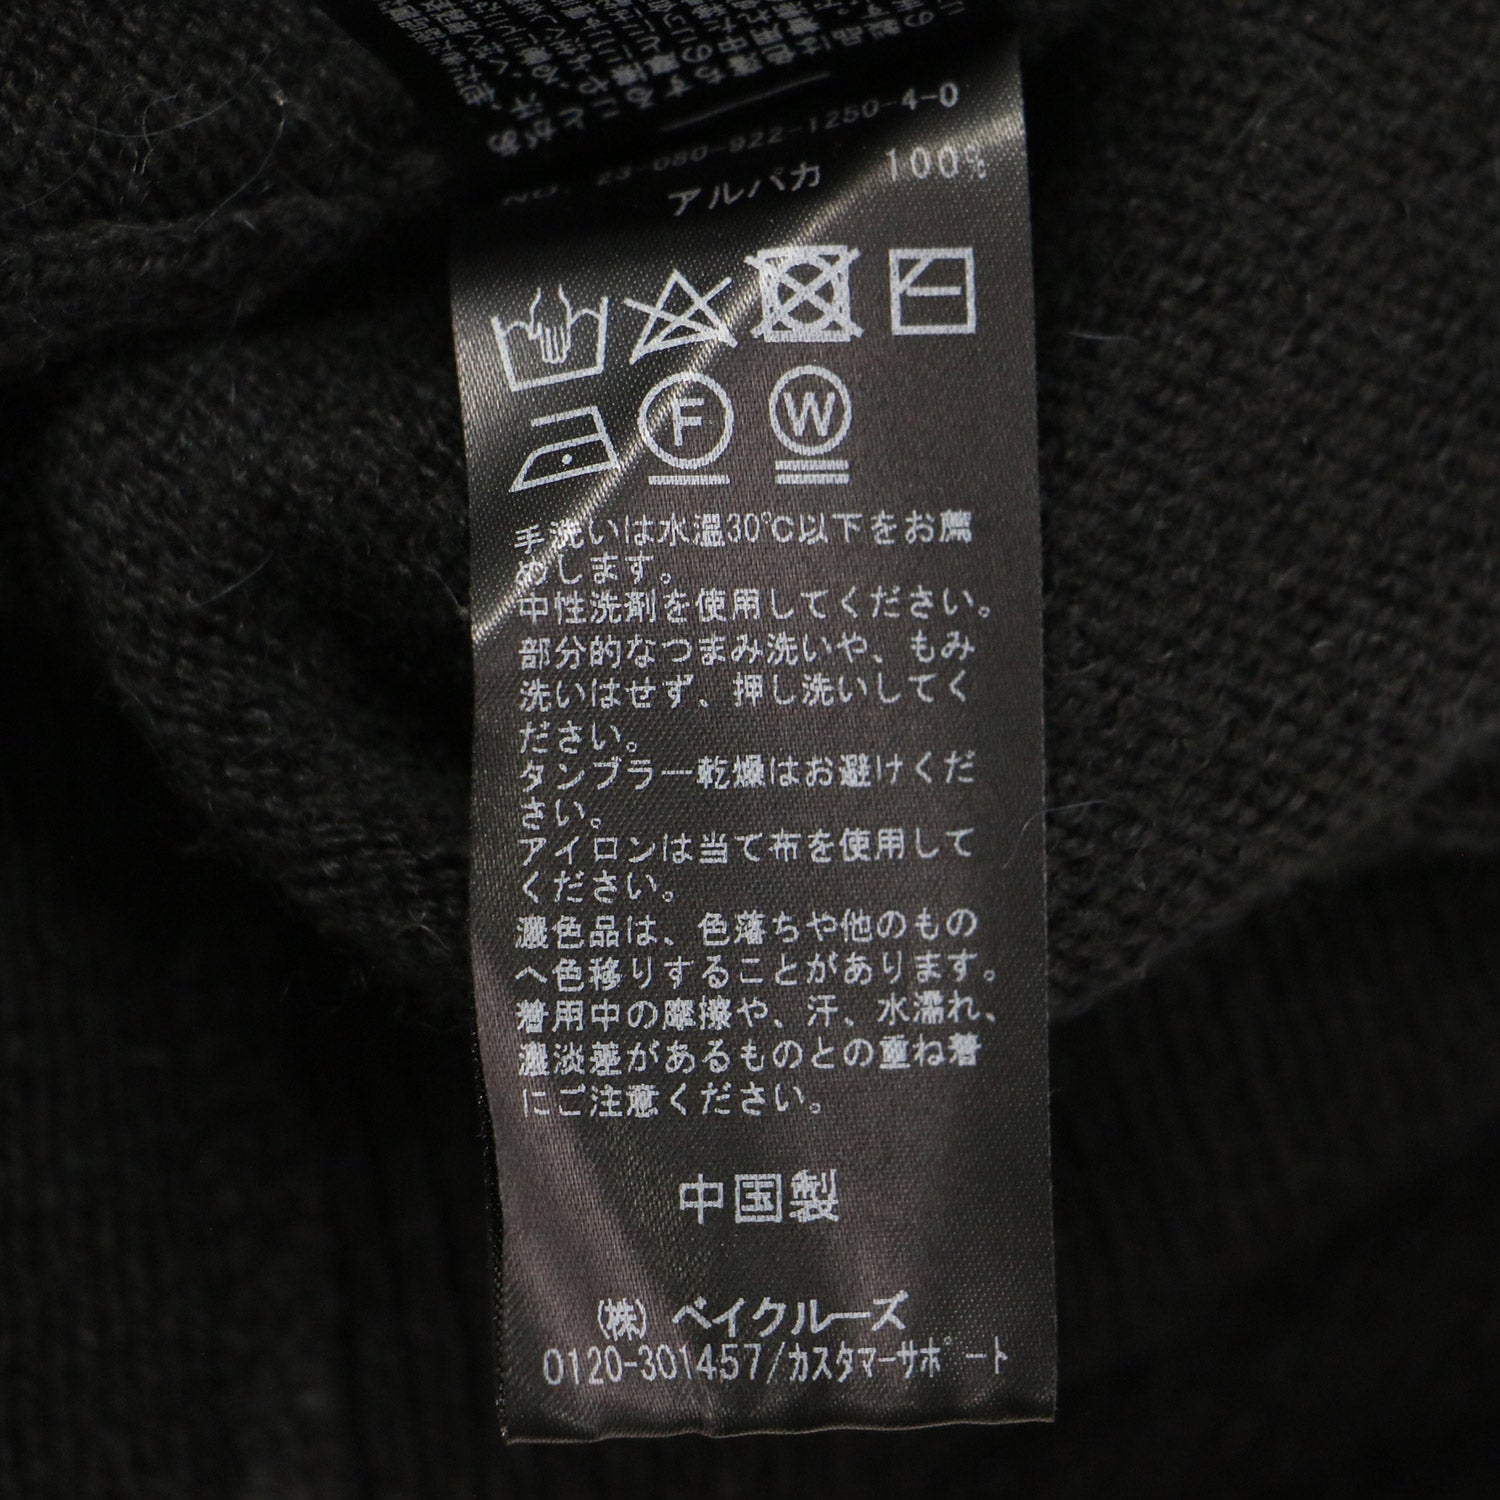 NO. 23-080-922-1250-4-0
アルパカ 100%
F W
手洗いは水温30℃以下をお薦
めします。
中性洗剤を使用してください。
部分的なつまみ洗いや、もみ
洗いはせず、押し洗いしてく
ださい。
タンブラー乾燥はお避けくだ
さい。
アイロンは当て布を使用して
ください。
濃色品は、色落ちや他のもの
へ色移りすることがあります。
着用中の摩擦や、汗、水濡れ、
濃淡差があるものとの重ね着
にご注意ください。
中国製
(株) ベイクルーズ
0120-301457/カスタマーサポート